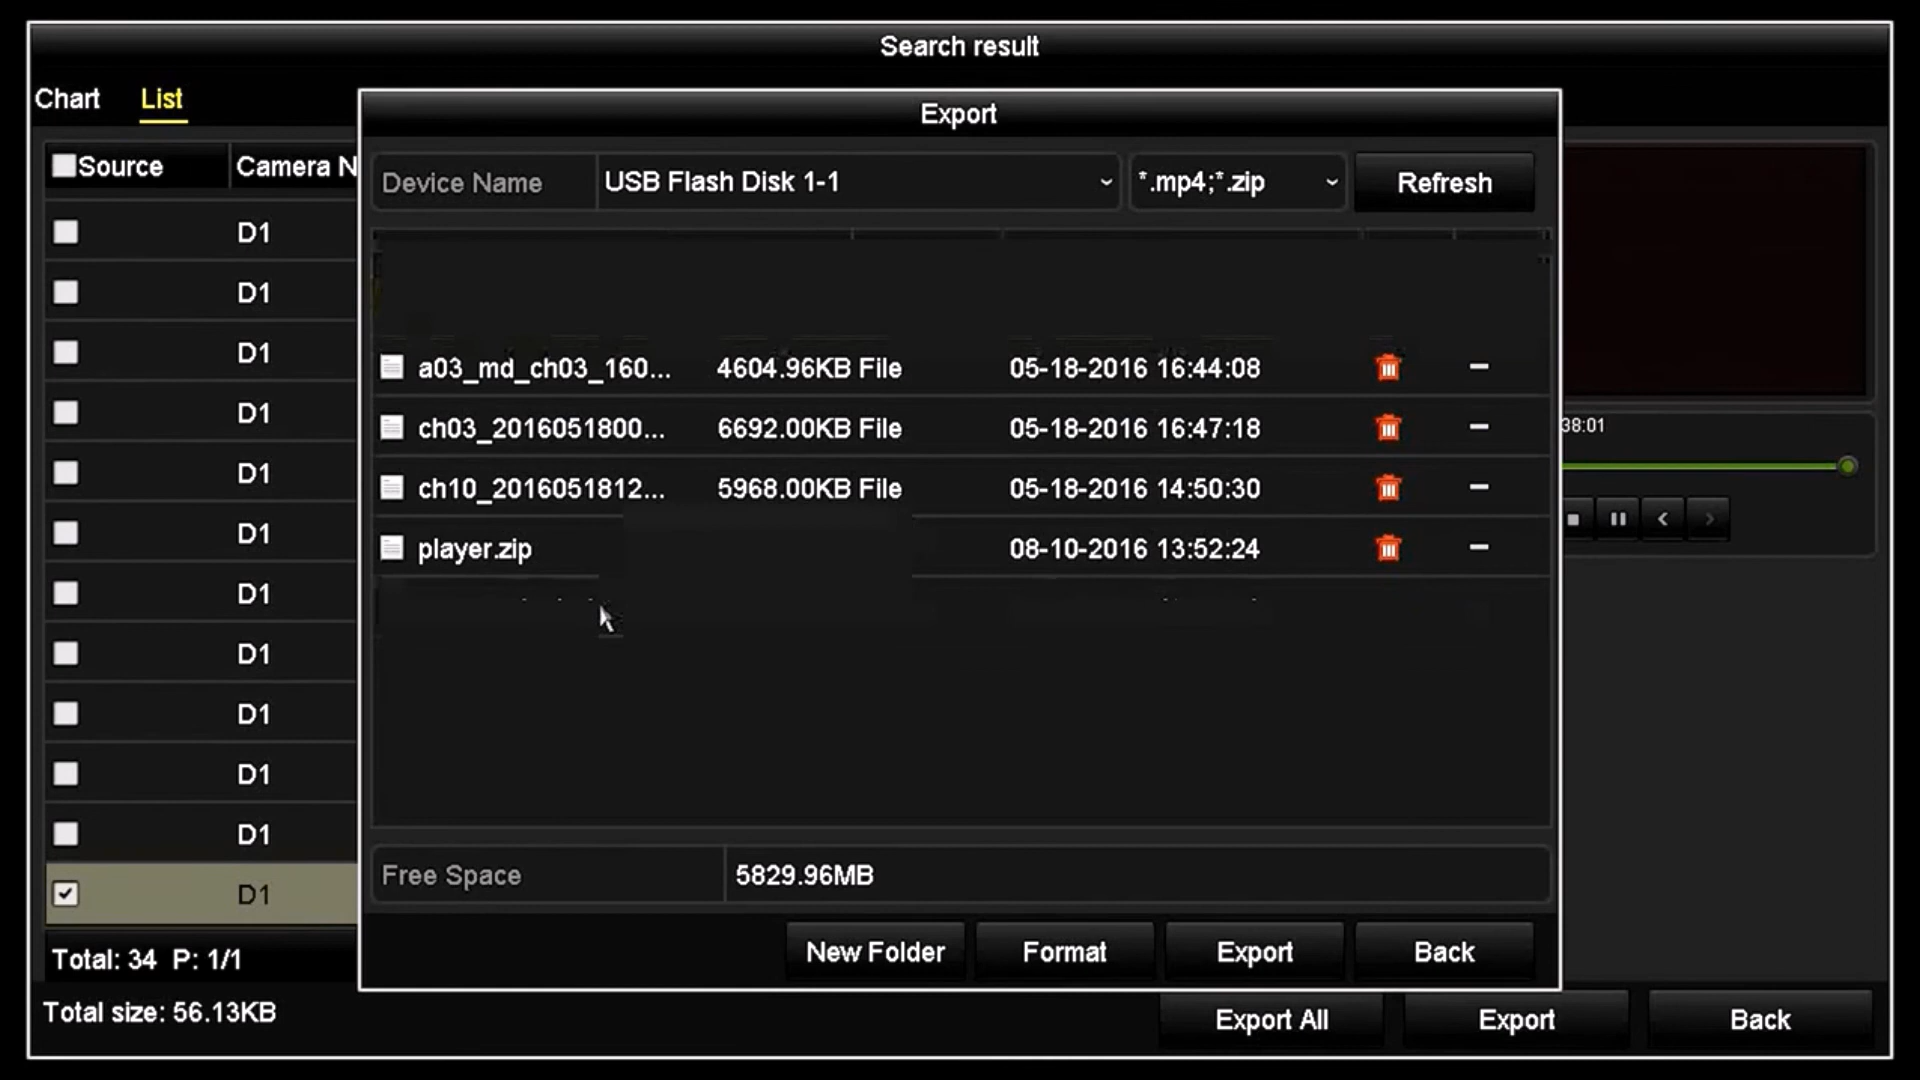 Search result
Chart List
Export
Source Camera N
Device Name USB Flash Disk 1-1 *.mp4;*.zip Refresh
D1
D1
D1
a03_md_ch03_160... 4604.96KB File 05-18-2016 16:44:08
D1
ch03_2016051800... 6692.00KB File 05-18-2016 16:47:18
38:01
D1
ch10_2016051812... 5968.00KB File 05-18-2016 14:50:30
D1
player.zip 08-10-2016 13:52:24
D1
D1
D1
D1
D1
D1
Free Space 5829.96MB
New Folder Format Export Back
Total: 34 P: 1/1
Total size: 56.13KB
Export All Export Back